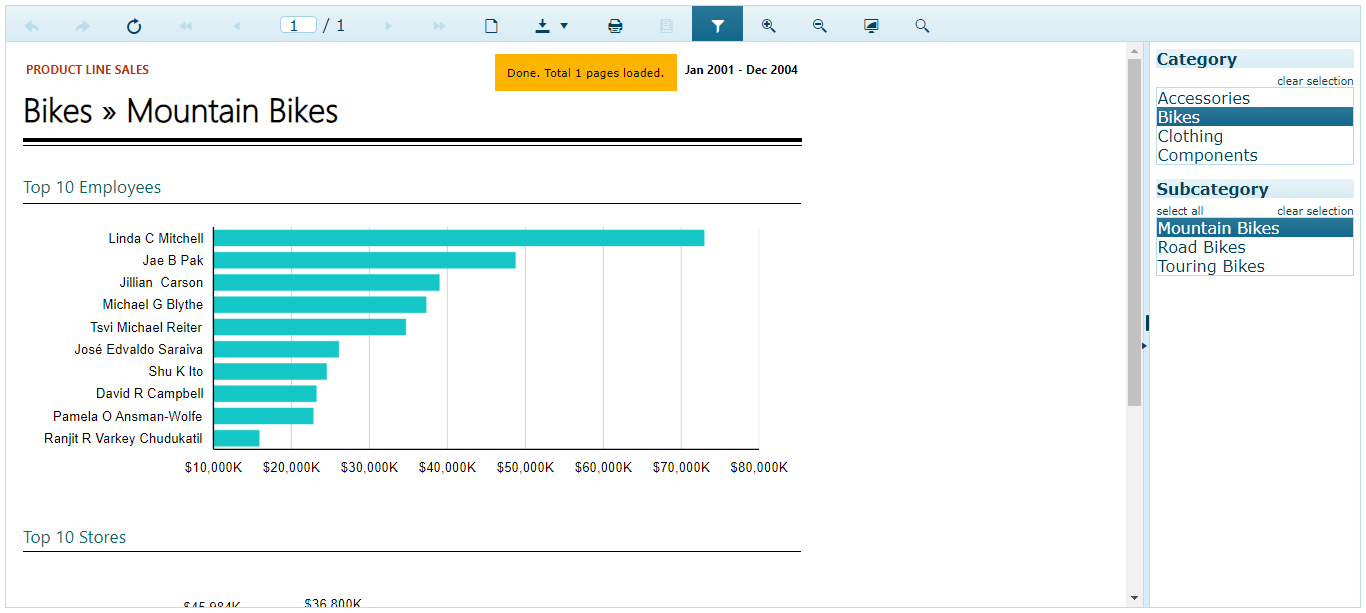 1 / 1
PRODUCT LINE SALES
Done. Total 1 pages loaded.
Jan 2001 - Dec 2004
Bikes » Mountain Bikes
Top 10 Employees
Linda C Mitchell
Jae B Pak
Jillian  Carson
Michael G Blythe
Tsvi Michael Reiter
José Edvaldo Saraiva
Shu K Ito
David R Campbell
Pamela O Ansman-Wolfe
Ranjit R Varkey Chudukatil
$10,000K $20,000K $30,000K $40,000K $50,000K $60,000K $70,000K $80,000K
Top 10 Stores
$45,984K $36,800K
Category
clear selection
Accessories
Bikes
Clothing
Components
Subcategory
select all clear selection
Mountain Bikes
Road Bikes
Touring Bikes